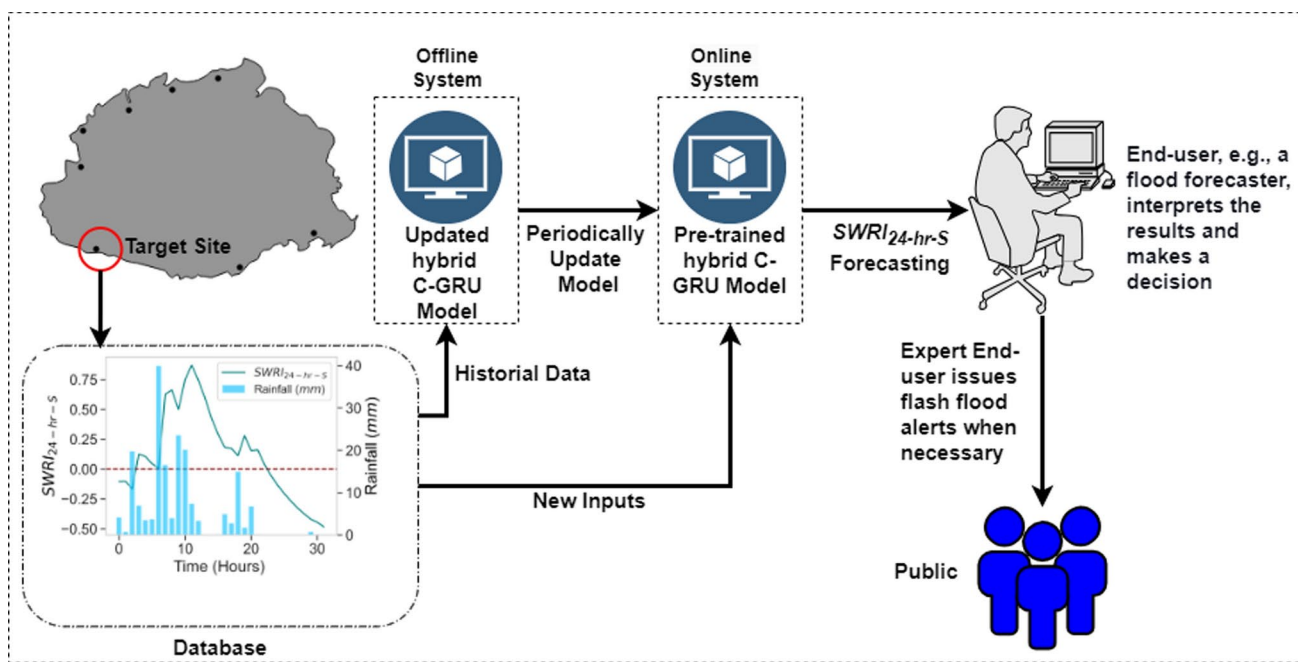 Offline
System
Online
System
Target Site
Updated
hybrid
C-GRU
Model
Periodically
Update
Model
Pre-trained
hybrid C-
GRU Model
SWRI24-hr-S
Forecasting
End-user, e.g., a
flood forecaster,
interprets the
results and
makes a
decision
Historial Data
New Inputs
Expert End-
user issues
flash flood
alerts when
necessary
Public
SWRI24-hr-S
0.75
0.50
0.25
0.00
−0.25
−0.50
SWRI24−hr−S
Rainfall (mm)
40
30
20
10
0
Rainfall (mm)
0
10
20
30
Time (Hours)
Database